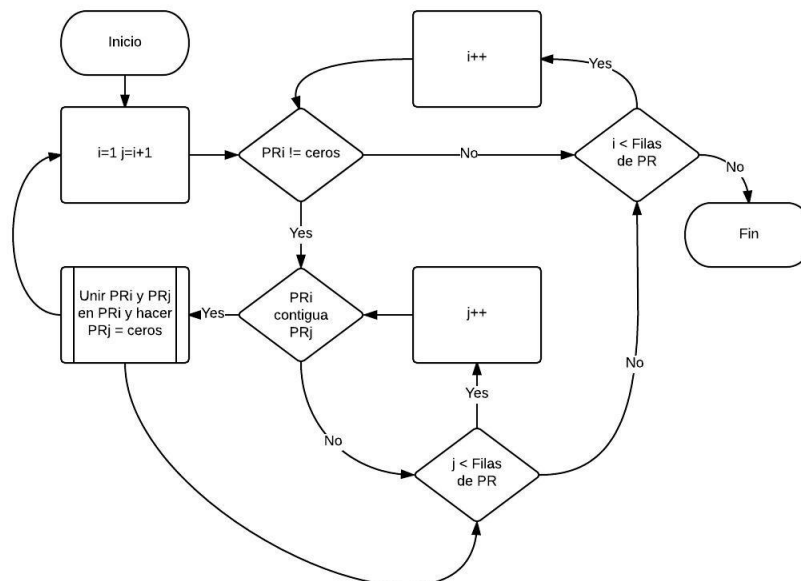 Inicio
i++
Yes
i=1 j=i+1
PRi != ceros
No
i < Filas
de PR
No
Yes
Fin
Unir PRi y PRj
en PRi y hacer
PRj = ceros
Yes
PRi
contigua
PRj
j++
No
Yes
No
j < Filas
de PR